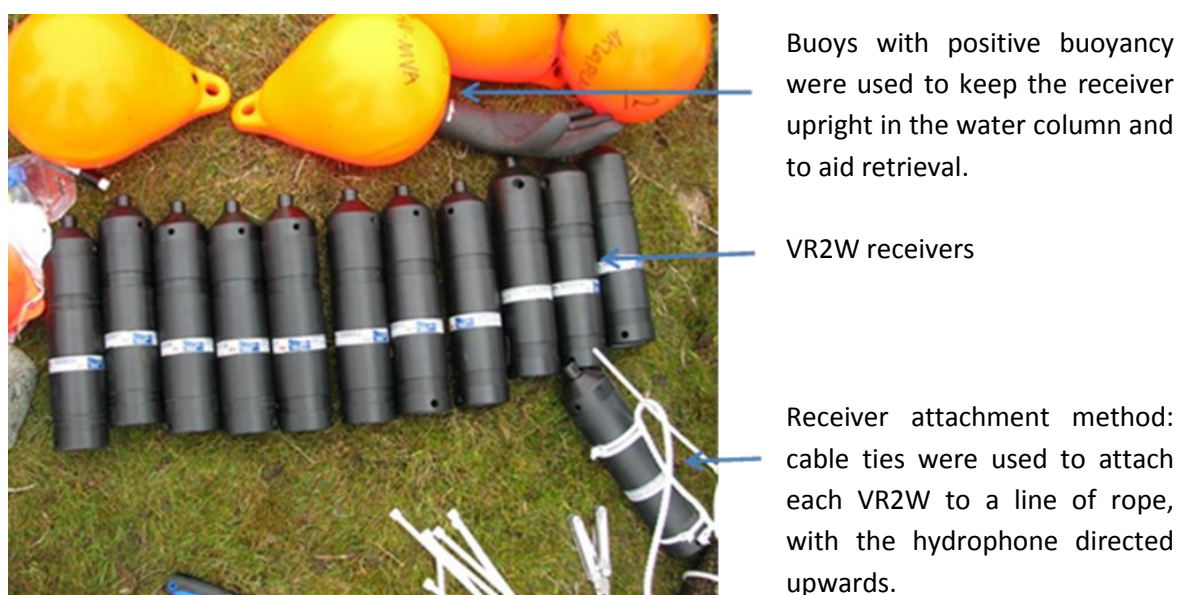 Buoys with positive buoyancy
were used to keep the receiver
upright in the water column and
to aid retrieval.
VR2W receivers
Receiver attachment method:
cable ties were used to attach
each VR2W to a line of rope,
with the hydrophone directed
upwards.